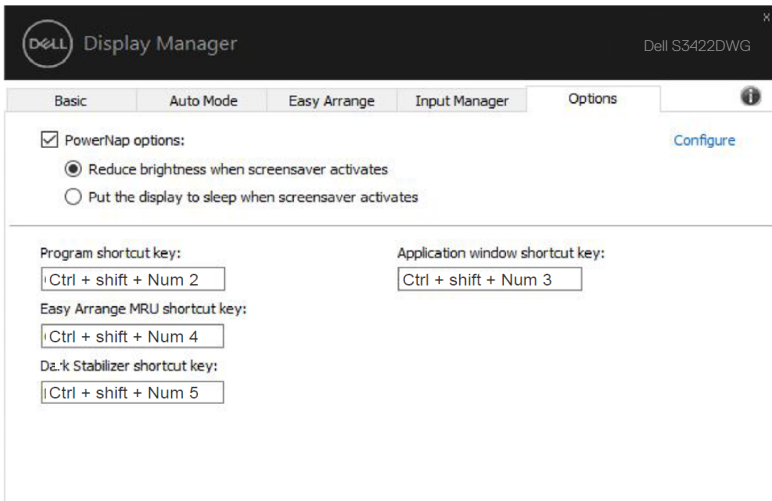 x
DELL Display Manager
Dell S3422DWG
Basic Auto Mode Easy Arrange Input Manager Options
PowerNap options: Configure
Reduce brightness when screensaver activates
Put the display to sleep when screensaver activates
Program shortcut key: Application window shortcut key:
Ctrl + shift + Num 2 Ctrl + shift + Num 3
Easy Arrange MRU shortcut key:
Ctrl + shift + Num 4
Dark Stabilizer shortcut key:
Ctrl + shift + Num 5